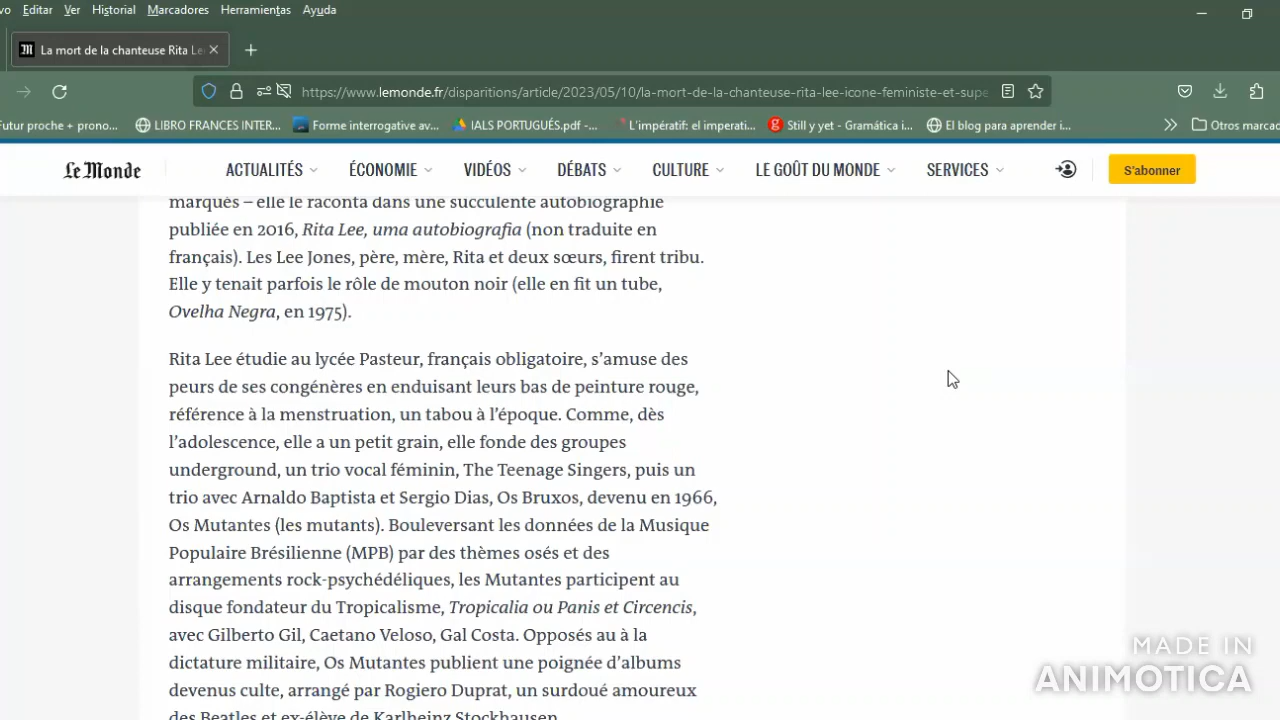 vo Editar Ver Historial Marcadores Herramientas Ayuda
La mort de la chanteuse Rita Le
https://www.lemonde.fr/disparitions/article/2023/05/10/la-mort-de-la-chanteuse-rita-lee-icone-feministe-et-supe
Futur proche + prono... LIBRO FRANCES INTER... Forme interrogative av... IALS PORTUGUÉS.pdf -... L'impératif: el imperati... Still y yet - Gramática i... El blog para aprender i... Otros marcad
Le Monde ACTUALITÉS ÉCONOMIE VIDÉOS DÉBATS CULTURE LE GOÛT DU MONDE SERVICES S'abonner
marqués – elle le raconta dans une succulente autobiographie
publiée en 2016, Rita Lee, uma autobiografia (non traduite en
français). Les Lee Jones, père, mère, Rita et deux sœurs, firent tribu.
Elle y tenait parfois le rôle de mouton noir (elle en fit un tube,
Ovelha Negra, en 1975).
Rita Lee étudie au lycée Pasteur, français obligatoire, s’amuse des
peurs de ses congénères en enduisant leurs bas de peinture rouge,
référence à la menstruation, un tabou à l’époque. Comme, dès
l’adolescence, elle a un petit grain, elle fonde des groupes
underground, un trio vocal féminin, The Teenage Singers, puis un
trio avec Arnaldo Baptista et Sergio Dias, Os Bruxos, devenu en 1966,
Os Mutantes (les mutants). Bouleversant les données de la Musique
Populaire Brésilienne (MPB) par des thèmes osés et des
arrangements rock-psychédéliques, les Mutantes participent au
disque fondateur du Tropicalisme, Tropicalia ou Panis et Circencis,
avec Gilberto Gil, Caetano Veloso, Gal Costa. Opposés au à la
dictature militaire, Os Mutantes publient une poignée d’albums
devenus culte, arrangé par Rogiero Duprat, un surdoué amoureux
des Beatles et ex-élève de Karlheinz Stockhausen.
MADE IN
ANIMOTICA